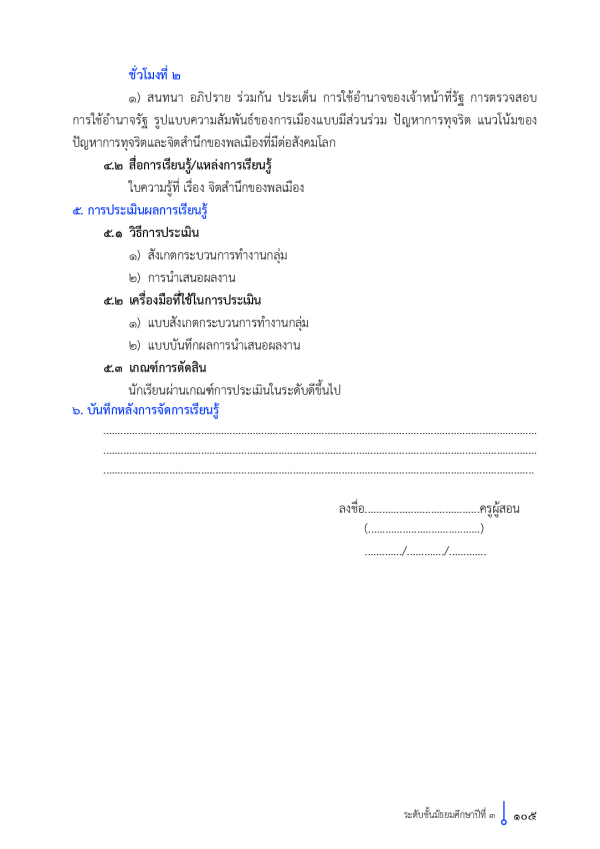 ชั่วโมงที่ ๒
๑) สนทนา อภิปราย ร่วมกัน ประเด็น การใช้อำนาจของเจ้าหน้าที่รัฐ การตรวจสอบ
การใช้อำนาจรัฐ รูปแบบความสัมพันธ์ของการเมืองแบบมีส่วนร่วม ปัญหาการทุจริต แนวโน้มของ
ปัญหาการทุจริตและจิตสำนึกของพลเมืองที่มีต่อสังคมโลก
๔.๒ สื่อการเรียนรู้/แหล่งการเรียนรู้
ใบความรู้ที่ เรื่อง จิตสำนึกของพลเมือง
๕. การประเมินผลการเรียนรู้
๕.๑ วิธีการประเมิน
๑) สังเกตกระบวนการทำงานกลุ่ม
๒) การนำเสนอผลงาน
๕.๒ เครื่องมือที่ใช้ในการประเมิน
๑) แบบสังเกตกระบวนการทำงานกลุ่ม
๒) แบบบันทึกผลการนำเสนอผลงาน
๕.๓ เกณฑ์การตัดสิน
นักเรียนผ่านเกณฑ์การประเมินในระดับดีขึ้นไป
๖. บันทึกหลังการจัดการเรียนรู้
................................................................................................................................................
................................................................................................................................................
................................................................................................................................................
ลงชื่อ........................................ครูผู้สอน
(.......................................)
............./............./.............
ระดับชั้นมัธยมศึกษาปีที่ ๓ ๑๐๕